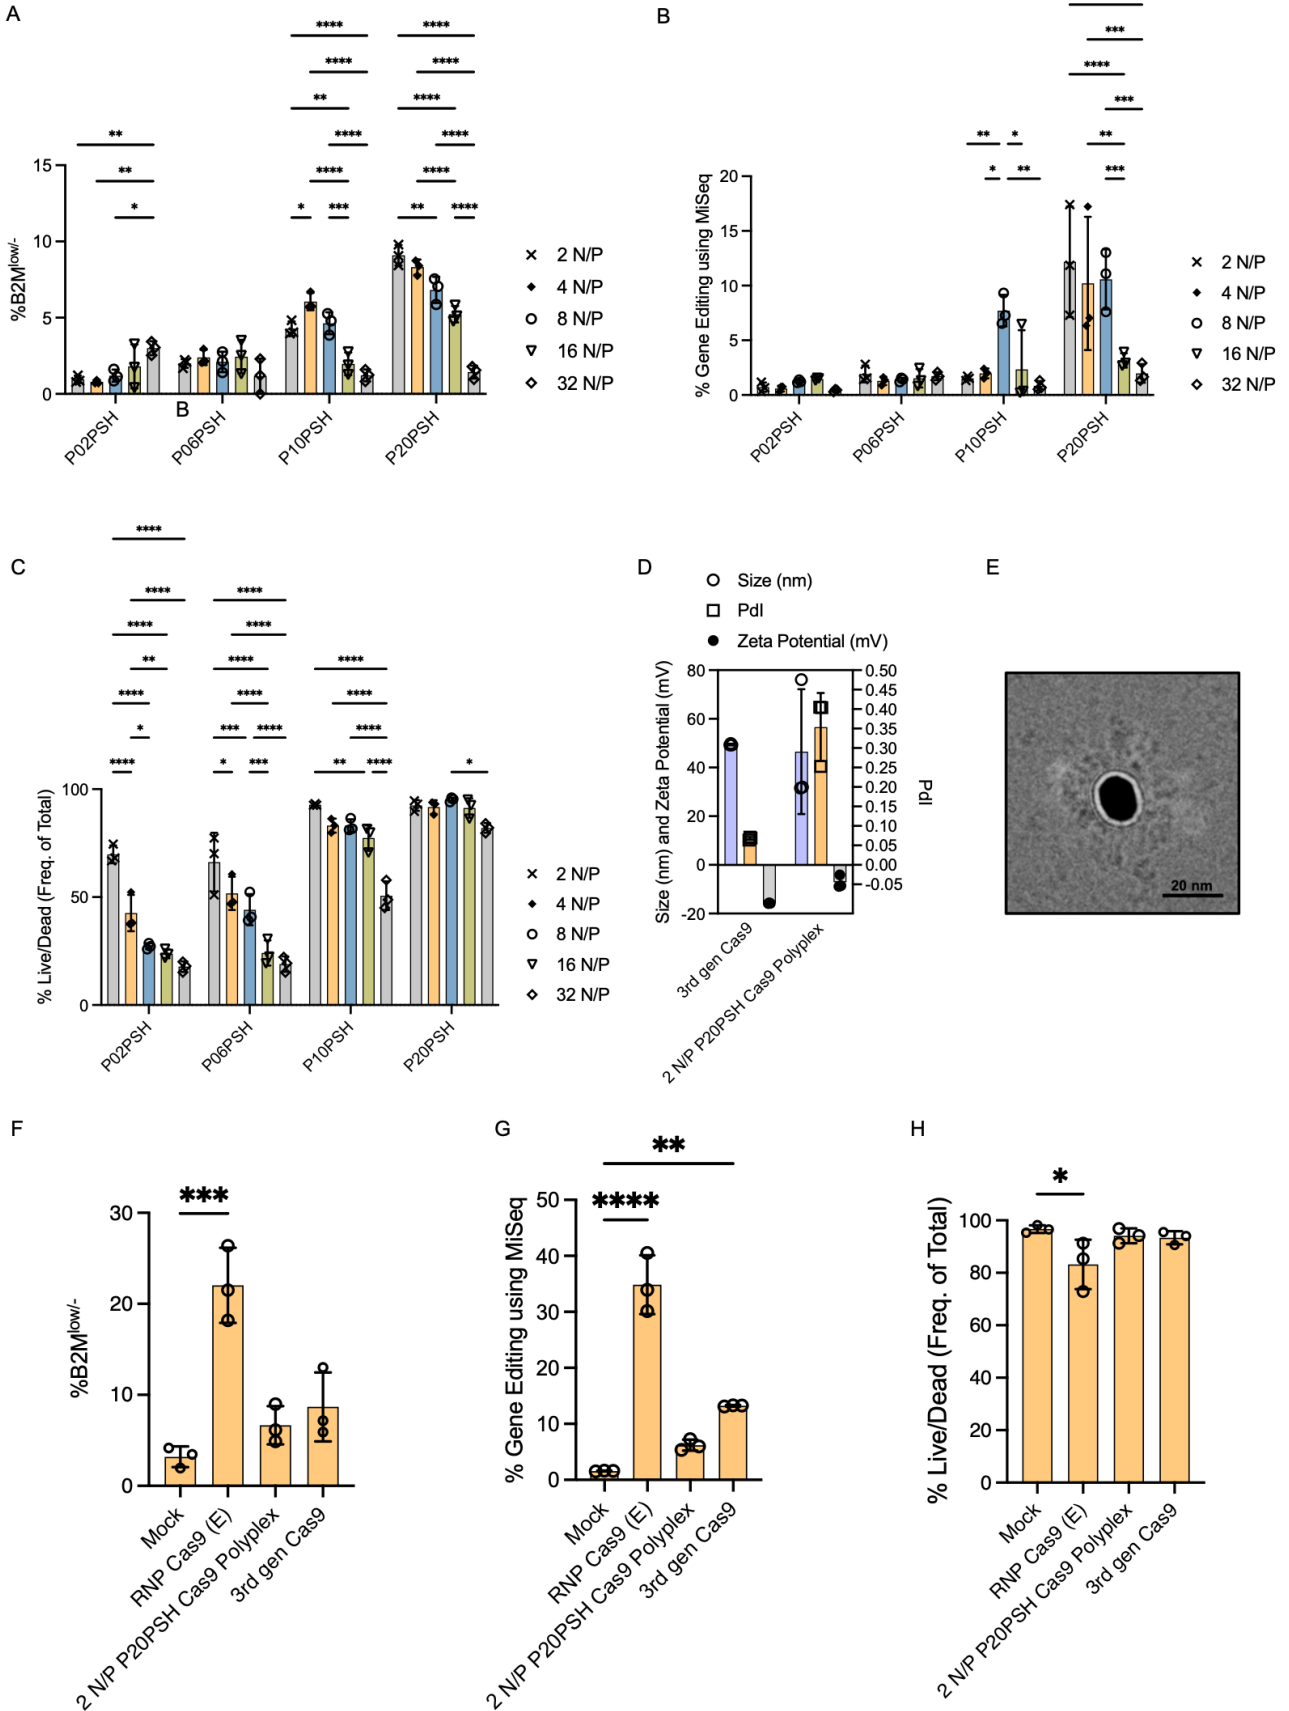 A
B
****
****
**
****
****
*
***
****
****
****
****
****
**
****
**
**
*
15
10
5
0
%B2Mlow/-
P02PSH
B
P06PSH
P10PSH
P20PSH
2 N/P
4 N/P
8 N/P
16 N/P
32 N/P
***
****
***
**
***
**
*
*
**
20
15
10
5
0
% Gene Editing using MiSeq
P02PSH
P06PSH
P10PSH
P20PSH
2 N/P
4 N/P
8 N/P
16 N/P
32 N/P
C
****
****
****
**
****
*
****
****
****
****
****
***
****
*
***
****
****
****
**
****
*
100
50
0
% Live/Dead (Freq. of Total)
P02PSH
P06PSH
P10PSH
P20PSH
2 N/P
4 N/P
8 N/P
16 N/P
32 N/P
D
Size (nm)
PdI
Zeta Potential (mV)
80
60
40
20
0
-20
Size (nm) and Zeta Potential (mV)
0.50
0.45
0.40
0.35
0.30
0.25
0.20
0.15
0.10
0.05
0.00
-0.05
PdI
3rd gen Cas9
2 N/P P20PSH Cas9 Polyplex
E
20 nm
F
***
30
20
10
0
%B2Mlow/-
Mock
RNP Cas9 (E)
2 N/P P20PSH Cas9 Polyplex
3rd gen Cas9
G
**
****
50
40
30
20
10
0
% Gene Editing using MiSeq
Mock
RNP Cas9 (E)
2 N/P P20PSH Cas9 Polyplex
3rd gen Cas9
H
*
100
80
60
40
20
0
% Live/Dead (Freq. of Total)
Mock
RNP Cas9 (E)
2 N/P P20PSH Cas9 Polyplex
3rd gen Cas9